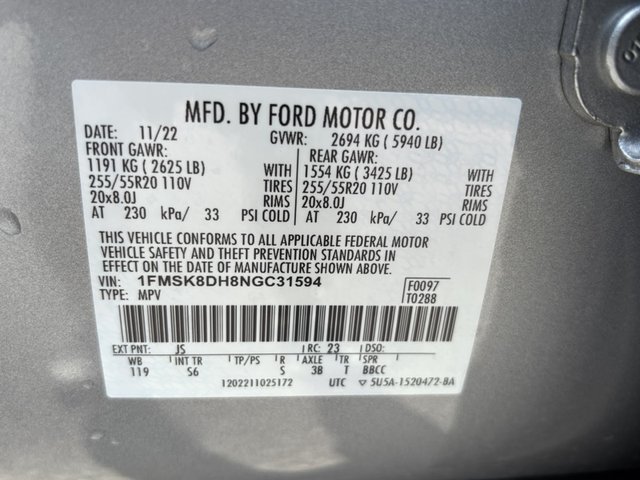 MFD. BY FORD MOTOR CO.
DATE: 11/22 GVWR: 2694 KG ( 5940 LB)
FRONT GAWR: REAR GAWR:
1191 KG ( 2625 LB) WITH 1554 KG ( 3425 LB) WITH
255/55R20 110V TIRES 255/55R20 110V TIRES
20x8.0J RIMS 20x8.0J RIMS
AT 230 kPa/ 33 PSI COLD AT 230 kPa/ 33 PSI COLD
THIS VEHICLE CONFORMS TO ALL APPLICABLE FEDERAL MOTOR
VEHICLE SAFETY AND THEFT PREVENTION STANDARDS IN
EFFECT ON THE DATE OF MANUFACTURE SHOWN ABOVE.
VIN: 1FMSK8DH8NGC31594 F0097
TYPE: MPV T0288
EXT PNT: JS RC: 23 DSO:
WB INT TR TP/PS R AXLE TR SPR
119 S6 S 3B T BBCC
1202211025172 UTC ▽ 5U5A-1520472-BA